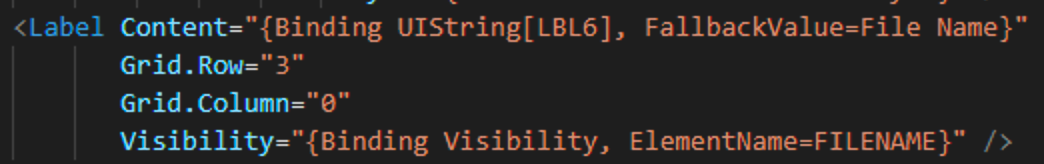 <Label Content="{Binding UIString[LBL6], FallbackValue=File Name}"
Grid.Row="3"
Grid.Column="0"
Visibility="{Binding Visibility, ElementName=FILENAME}" />